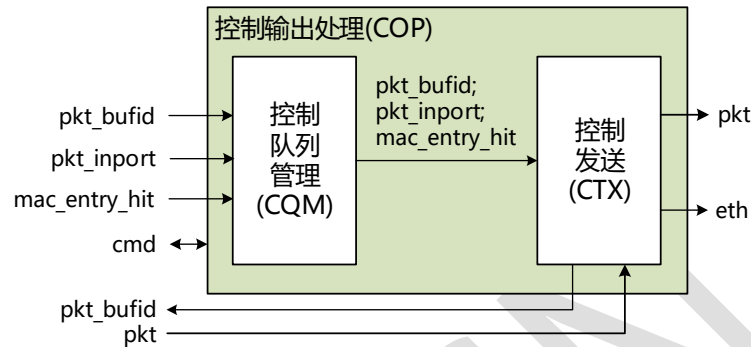 控制输出处理(COP)
pkt_bufid
pkt_inport
mac_entry_hit
cmd
控制
队列
管理
(CQM)
pkt_bufid;
pkt_inport;
mac_entry_hit
控制
发送
(CTX)
pkt
eth
pkt_bufid
pkt